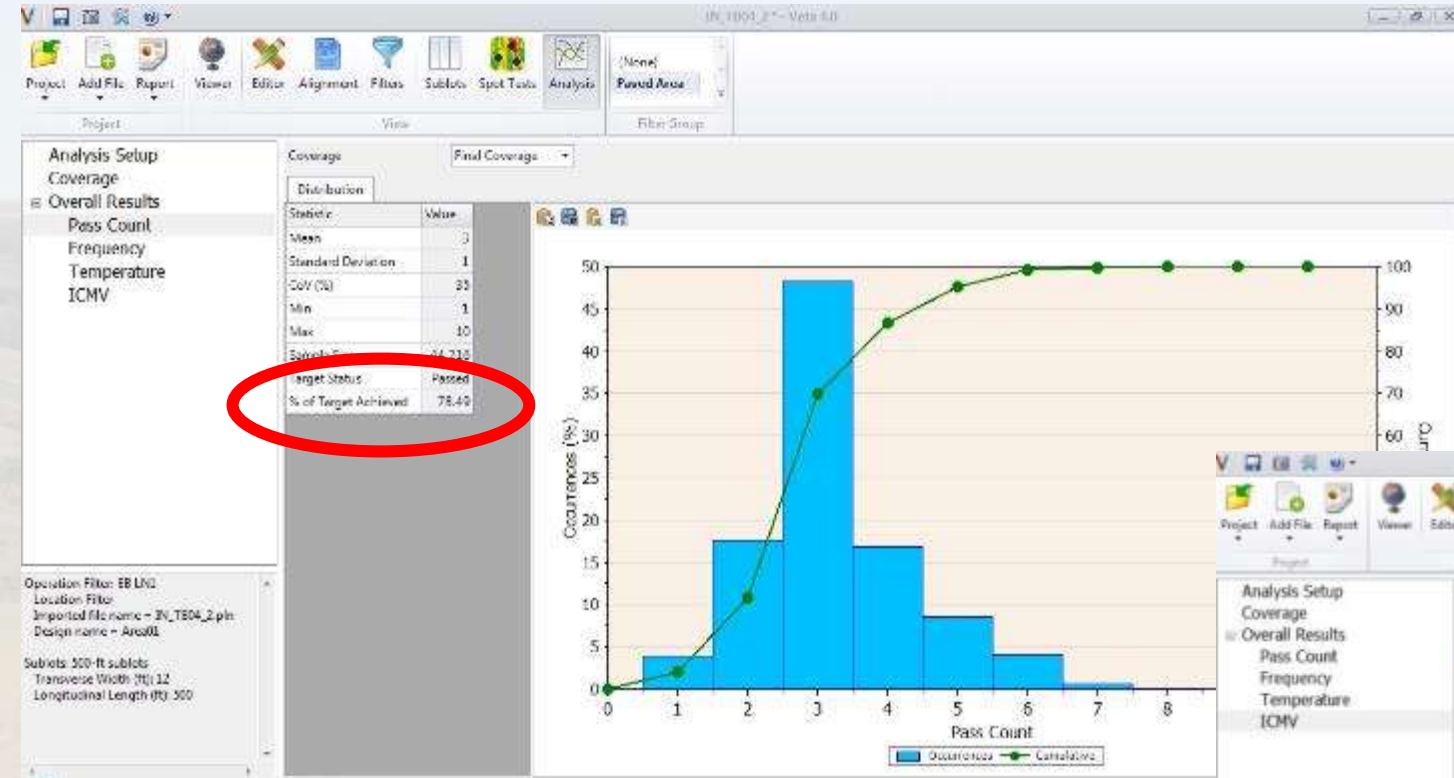 IN_TB04_2* - Veta 4.0
Project Add File Report Viewer Editor Alignment Filters Sublots Spot Tests Analysis
(None)
Paved Area
Project View Filter Group
Analysis Setup
Coverage
Overall Results
Pass Count
Frequency
Temperature
ICMV
Coverage Final Coverage
Distribution
Statistic Value
Mean 3
Standard Deviation 1
CoV (%) 35
Min 1
Max 10
Target Status Passed
% of Target Achieved 78.49
50
45
40
35
30
25
20
15
10
5
0
Occurrences (%)
100
90
80
70
60
0 1 2 3 4 5 6 7 8
Pass Count
Occurrences Cumulative
Operation Filter: EB LN1
Location Filter
Imported file name = IN_TB04_2.pln
Design name = Area01
Sublots: 500-ft sublots
Transverse Width (ft): 12
Longitudinal Length (ft): 500
Project Add File Report Viewer
Project
Analysis Setup
Coverage
Overall Results
Pass Count
Frequency
Temperature
ICMV